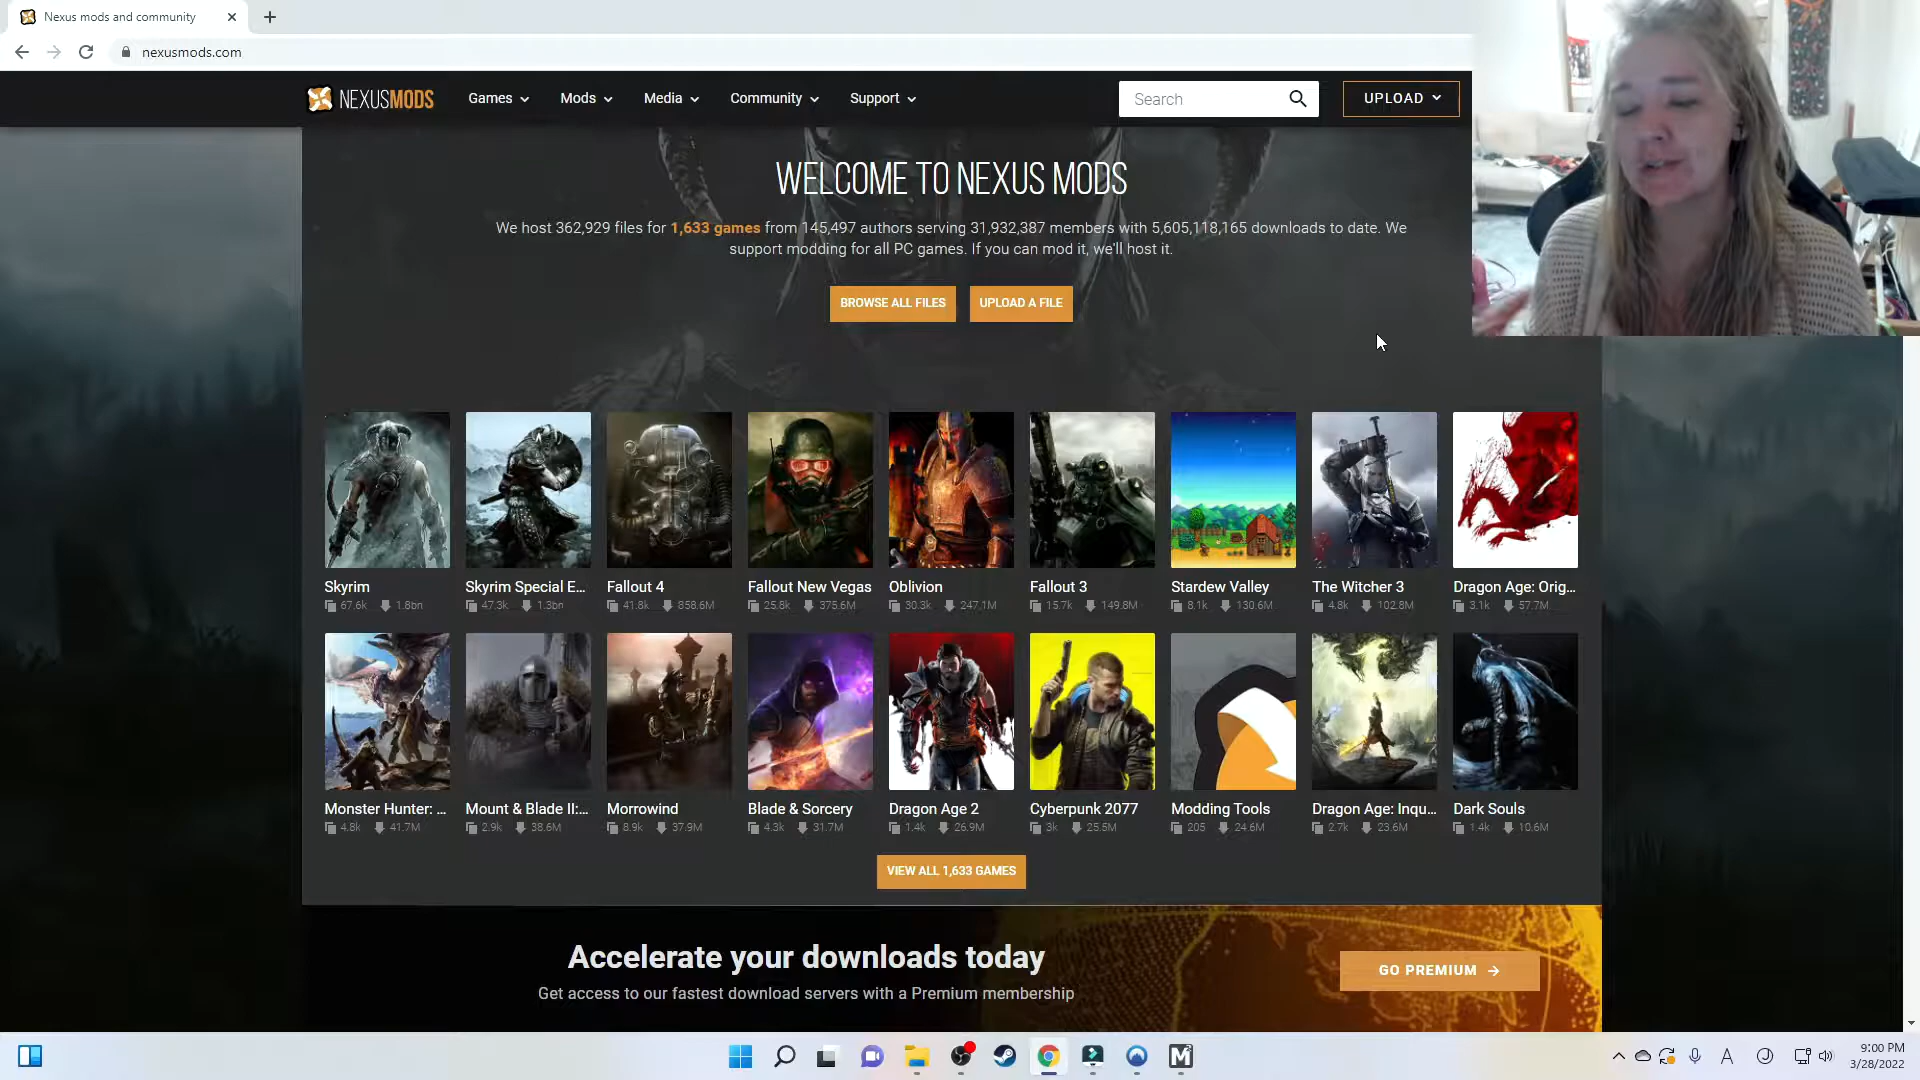 Nexus mods and community
nexusmods.com
NEXUSMODS
Games
Mods
Media
Community
Support
Search
UPLOAD
WELCOME TO NEXUS MODS
We host 362,929 files for 1,633 games from 145,497 authors serving 31,932,387 members with 5,605,118,165 downloads to date. We
support modding for all PC games. If you can mod it, we'll host it.
BROWSE ALL FILES
UPLOAD A FILE
Skyrim
Skyrim Special E...
Fallout 4
Fallout New Vegas
Oblivion
Fallout 3
Stardew Valley
The Witcher 3
Dragon Age: Orig...
67.6k 1.8bn
47.3k 1.3bn
41.8k 858.6M
25.8k 375.6M
30.3k 247.1M
15.7k 149.8M
8.1k 130.6M
4.8k 102.8M
3.1k 57.7M
Monster Hunter: ...
Mount & Blade II:...
Morrowind
Blade & Sorcery
Dragon Age 2
Cyberpunk 2077
Modding Tools
Dragon Age: Inqu...
Dark Souls
4.8k 41.7M
2.9k 38.6M
8.9k 37.9M
4.3k 31.7M
1.4k 26.9M
3k 25.5M
205 24.6M
2.7k 23.6M
1.4k 10.6M
VIEW ALL 1,633 GAMES
Accelerate your downloads today
Get access to our fastest download servers with a Premium membership
GO PREMIUM
M
A
9:00 PM
3/28/2022